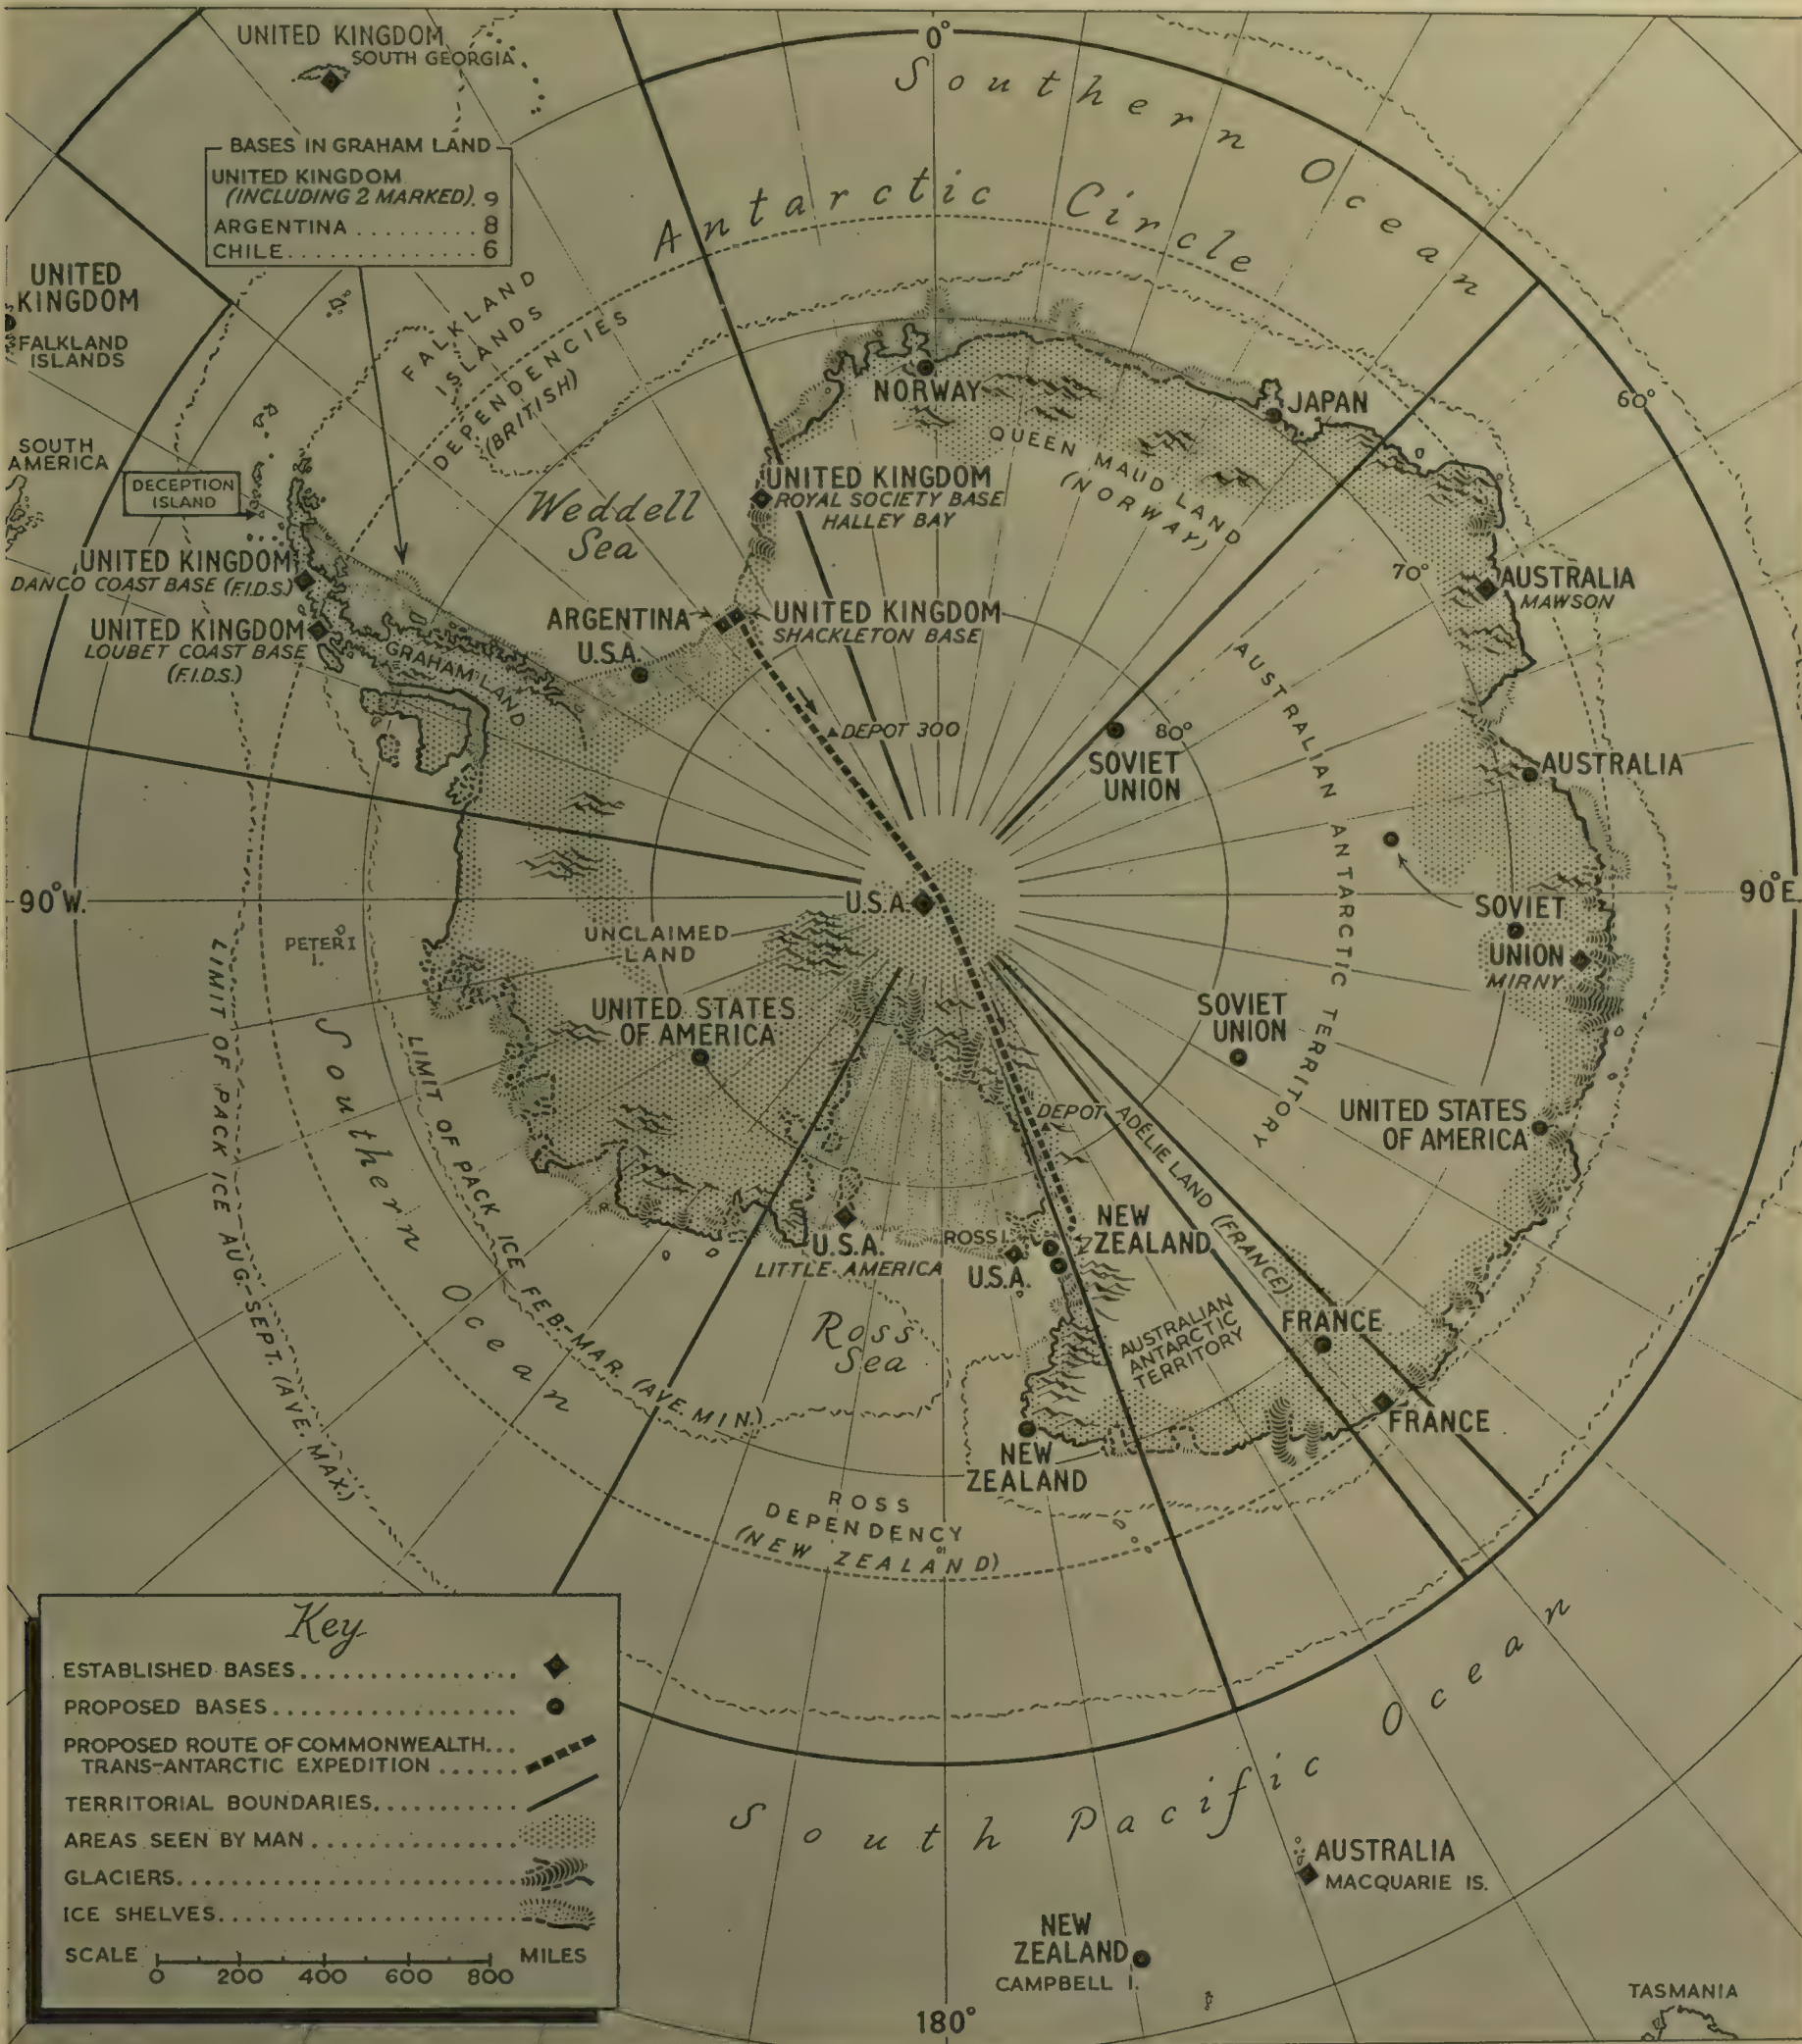 UNITED KINGDOM
SOUTH GEORGIA
0°
Southern Ocean
BASES IN GRAHAM LAND
UNITED KINGDOM
(INCLUDING 2 MARKED). 9
ARGENTINA .......... 8
CHILE.............. 6
Antarctic Circle
UNITED
KINGDOM
FALKLAND
ISLANDS
FALKLAND
ISLANDS
DEPENDENCIES
(BRITISH)
60°
NORWAY
JAPAN
QUEEN MAUD LAND
(NORWAY)
SOUTH
AMERICA
DECEPTION
ISLAND
Weddell
Sea
UNITED KINGDOM
ROYAL SOCIETY BASE
HALLEY BAY
UNITED KINGDOM
DANCO COAST BASE (F.I.D.S.)
70°
AUSTRALIA
MAWSON
UNITED KINGDOM
LOUBET COAST BASE
(F.I.D.S.)
GRAHAM LAND
ARGENTINA
U.S.A.
UNITED KINGDOM
SHACKLETON BASE
DEPOT 300
80°
SOVIET
UNION
AUSTRALIAN ANTARCTIC TERRITORY
AUSTRALIA
90°W.
U.S.A.
90°E.
PETER I
I.
UNCLAIMED
LAND
SOVIET
UNION
MIRNY
UNITED STATES
OF AMERICA
SOVIET
UNION
LIMIT OF PACK ICE AUG.-SEPT. (AVE. MAX.)
Southern Ocean
LIMIT OF PACK ICE FEB-MAR. (AVE. MIN.)
DEPOT
ADÉLIE LAND (FRANCE)
UNITED STATES
OF AMERICA
U.S.A.
LITTLE AMERICA
ROSS I.
U.S.A.
NEW
ZEALAND
Ross
Sea
AUSTRALIAN
ANTARCTIC
TERRITORY
FRANCE
FRANCE
NEW
ZEALAND
ROSS
DEPENDENCY
(NEW ZEALAND)
Key
ESTABLISHED BASES................
PROPOSED BASES..................
PROPOSED ROUTE OF COMMONWEALTH...
TRANS-ANTARCTIC EXPEDITION ......
TERRITORIAL BOUNDARIES..........
AREAS SEEN BY MAN...............
GLACIERS........................
ICE SHELVES.....................
SCALE MILES
0 200 400 600 800
South Pacific Ocean
AUSTRALIA
MACQUARIE IS.
NEW
ZEALAND
CAMPBELL I.
180°
TASMANIA